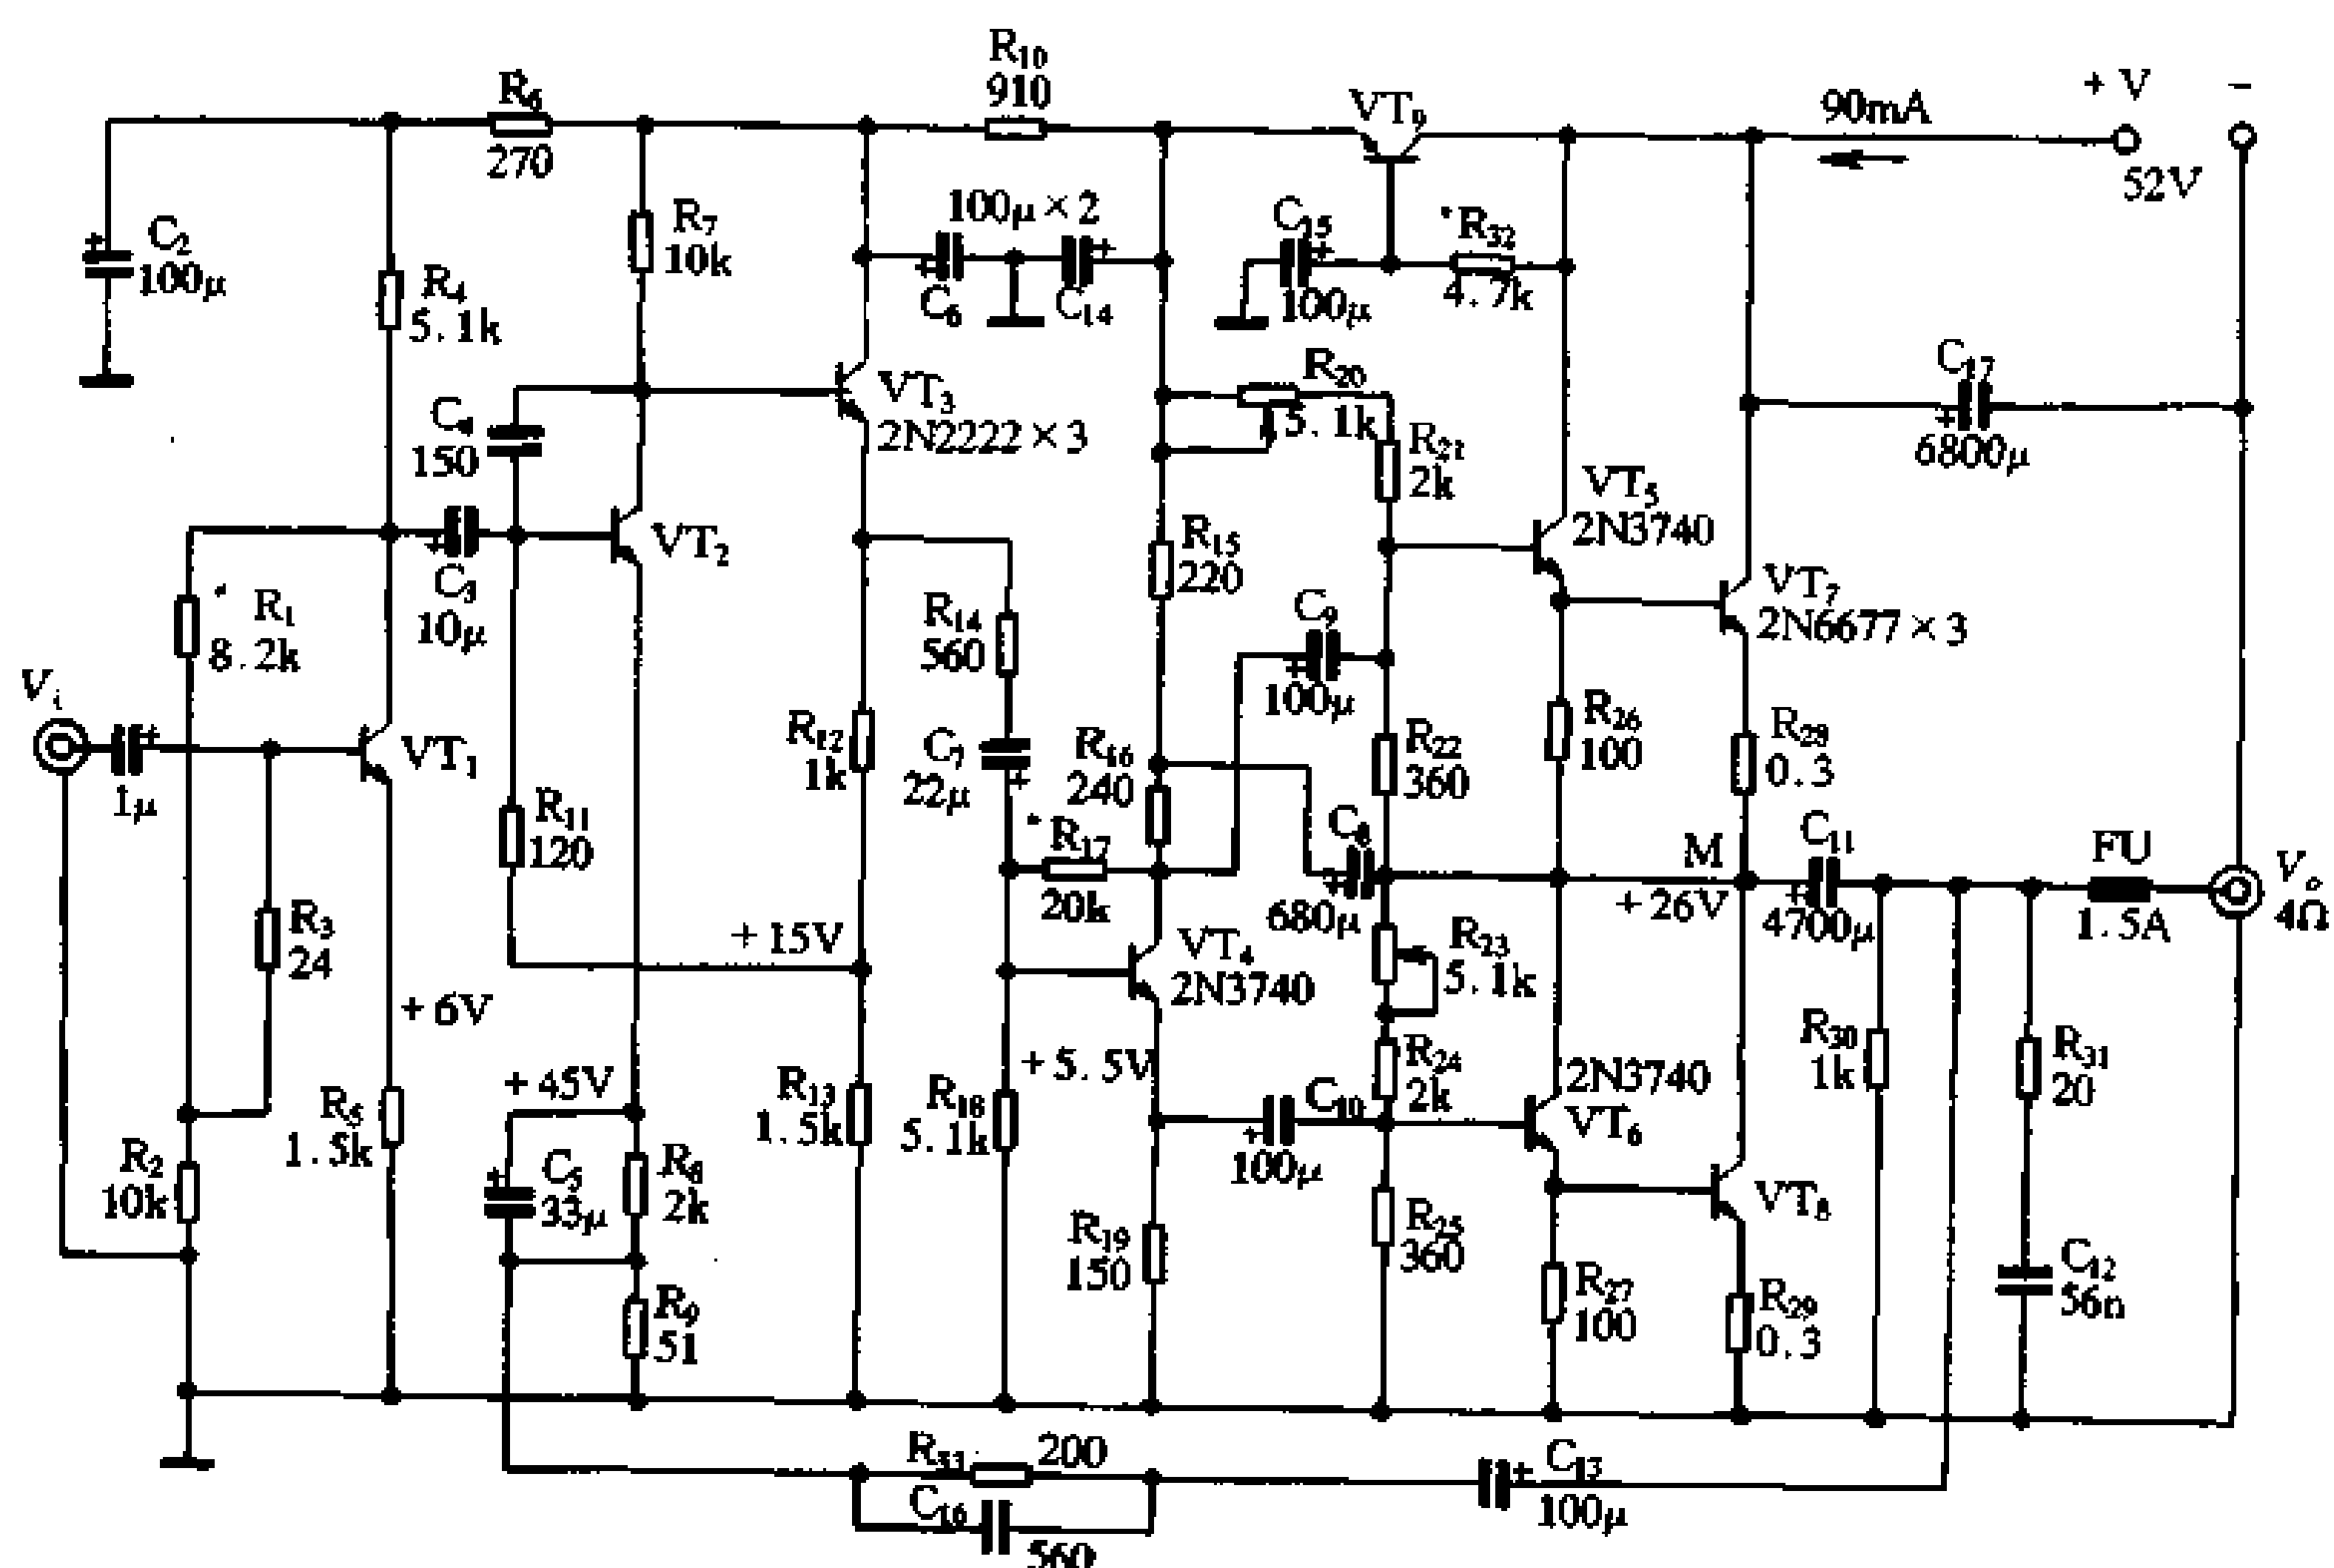 R10
910
R6
270
VT9
90mA
+ V
−
52V
C2
100μ
R4
5.1k
R7
10k
100μ × 2
C6
C14
C15
100μ
R32
4.7k
C17
6800μ
C4
150
VT3
2N2222 × 3
R20
5.1k
R21
2k
VT5
2N3740
C3
10μ
VT2
R15
220
R14
560
C9
100μ
VT7
2N6677 × 3
Vi
R1
8.2k
1μ
VT1
R11
120
R12
1k
C7
22μ
R16
240
R22
360
R26
100
R28
0.3
R17
20k
C8
680μ
M
+ 26V
C11
4700μ
FU
1.5A
Vo
4Ω
R3
24
+ 15V
VT4
2N3740
R23
5.1k
+ 6V
+ 45V
+ 5.5V
R5
1.5k
R2
10k
C5
33μ
R8
2k
R13
1.5k
R18
5.1k
C10
100μ
R24
2k
2N3740
VT6
R30
1k
R31
20
R9
51
R19
150
R25
360
R27
100
VT8
R29
0.3
C12
56n
R33
200
C16
560
C13
100μ